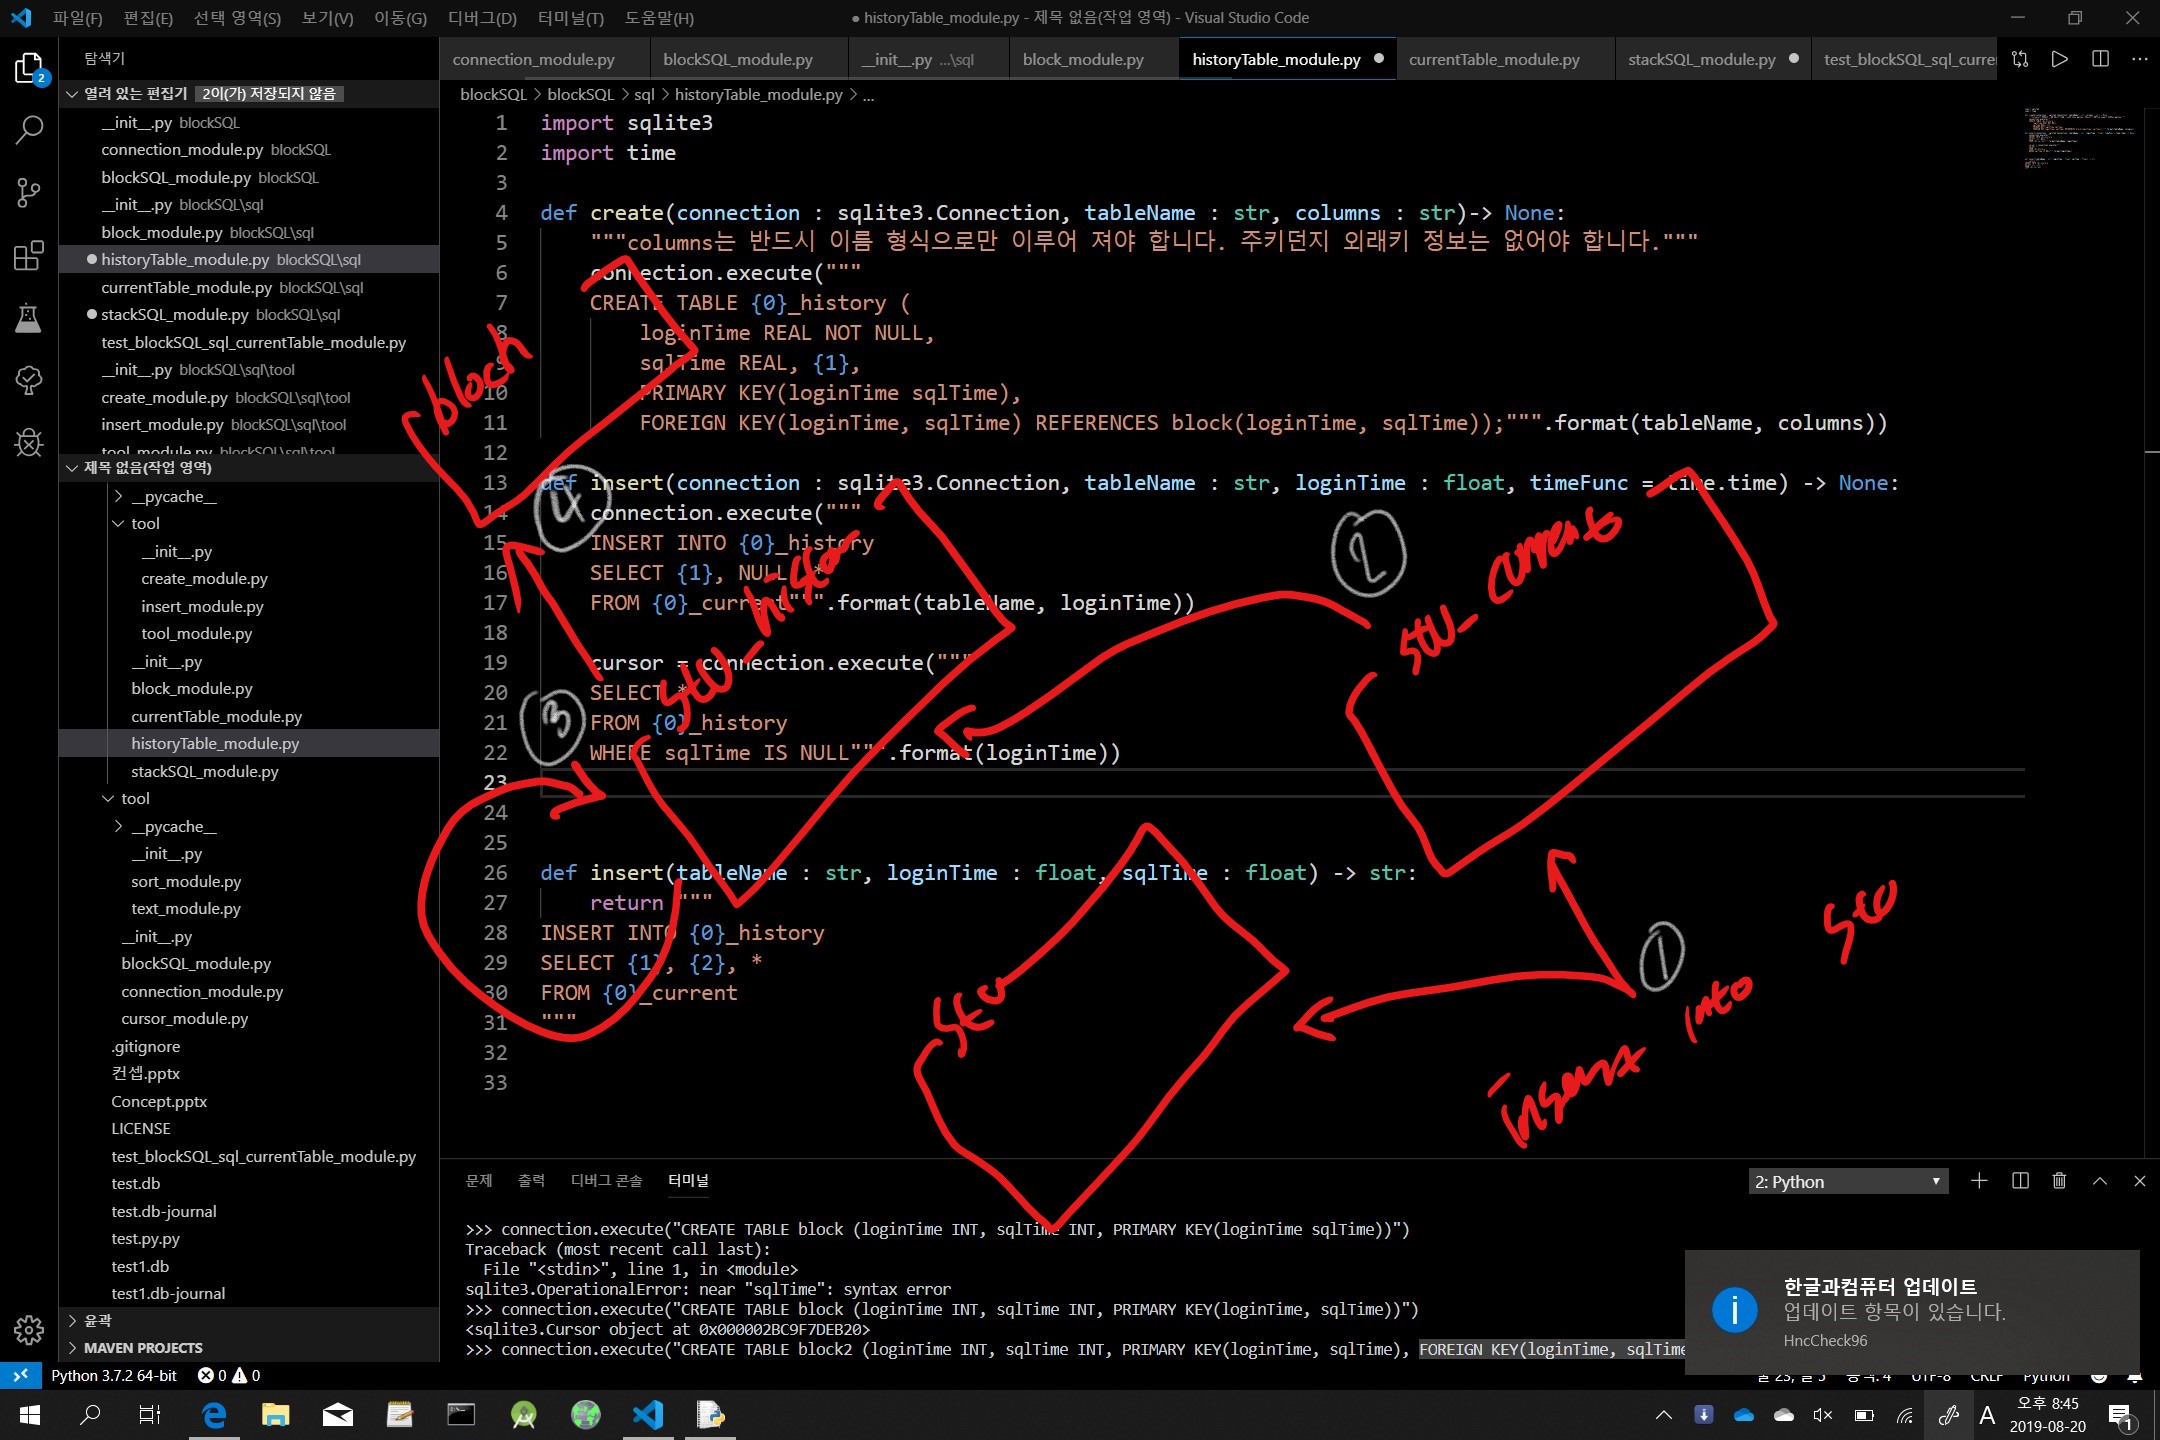 파일(F) 편집(E) 선택 영역(S) 보기(V) 이동(G) 디버그(D) 터미널(T) 도움말(H)
● historyTable_module.py - 제목 없음(작업 영역) - Visual Studio Code
탐색기
열려 있는 편집기 2이(가) 저장되지 않음
__init__.py blockSQL
connection_module.py blockSQL
blockSQL_module.py blockSQL
__init__.py blockSQL\sql
block_module.py blockSQL\sql
● historyTable_module.py blockSQL\sql
currentTable_module.py blockSQL\sql
● stackSQL_module.py blockSQL\sql
test_blockSQL_sql_currentTable_module.py
__init__.py blockSQL\sql\tool
create_module.py blockSQL\sql\tool
insert_module.py blockSQL\sql\tool
tool_module.py blockSQL\sql\tool
제목 없음(작업 영역)
__pycache__
tool
__init__.py
create_module.py
insert_module.py
tool_module.py
__init__.py
block_module.py
currentTable_module.py
historyTable_module.py
stackSQL_module.py
tool
__pycache__
__init__.py
sort_module.py
text_module.py
__init__.py
blockSQL_module.py
connection_module.py
cursor_module.py
.gitignore
컨셉.pptx
Concept.pptx
LICENSE
test_blockSQL_sql_currentTable_module.py
test.db
test.db-journal
test.py.py
test1.db
test1.db-journal
윤곽
MAVEN PROJECTS
connection_module.py blockSQL_module.py __init__.py ...\sql block_module.py historyTable_module.py ● currentTable_module.py stackSQL_module.py ● test_blockSQL_sql_curre
blockSQL > blockSQL > sql > historyTable_module.py > ...
1 import sqlite3
2 import time
3
4 def create(connection : sqlite3.Connection, tableName : str, columns : str)-> None:
5 """columns는 반드시 이름 형식으로만 이루어 져야 합니다. 주키던지 외래키 정보는 없어야 합니다."""
6 connection.execute("""
7 CREATE TABLE {0}_history (
8 loginTime REAL NOT NULL,
9 sqlTime REAL, {1},
10 PRIMARY KEY(loginTime sqlTime),
11 FOREIGN KEY(loginTime, sqlTime) REFERENCES block(loginTime, sqlTime));""".format(tableName, columns))
12
13 def insert(connection : sqlite3.Connection, tableName : str, loginTime : float, timeFunc = time.time) -> None:
14 connection.execute("""
15 INSERT INTO {0}_history
16 SELECT {1}, NULL, *
17 FROM {0}_current""".format(tableName, loginTime))
18
19 cursor = connection.execute("""
20 SELECT *
21 FROM {0}_history
22 WHERE sqlTime IS NULL""".format(loginTime))
23
24
25
26 def insert(tableName : str, loginTime : float, sqlTime : float) -> str:
27 return """
28 INSERT INTO {0}_history
29 SELECT {1}, {2}, *
30 FROM {0}_current
31 """
32
33
④
②
③
①
stu_current
stu
insert into
문제 출력 디버그 콘솔 터미널
2: Python
>>> connection.execute("CREATE TABLE block (loginTime INT, sqlTime INT, PRIMARY KEY(loginTime sqlTime))")
Traceback (most recent call last):
File "<stdin>", line 1, in <module>
sqlite3.OperationalError: near "sqlTime": syntax error
>>> connection.execute("CREATE TABLE block (loginTime INT, sqlTime INT, PRIMARY KEY(loginTime, sqlTime))")
<sqlite3.Cursor object at 0x000002BC9F7DEB20>
>>> connection.execute("CREATE TABLE block2 (loginTime INT, sqlTime INT, PRIMARY KEY(loginTime, sqlTime), FOREIGN KEY(loginTime, sqlTime
한글과컴퓨터 업데이트
업데이트 항목이 있습니다.
HncCheck96
Python 3.7.2 64-bit 0 0
줄 23, 열 5 공백: 4 UTF-8 CRLF Python
A 오후 8:45
2019-08-20
1